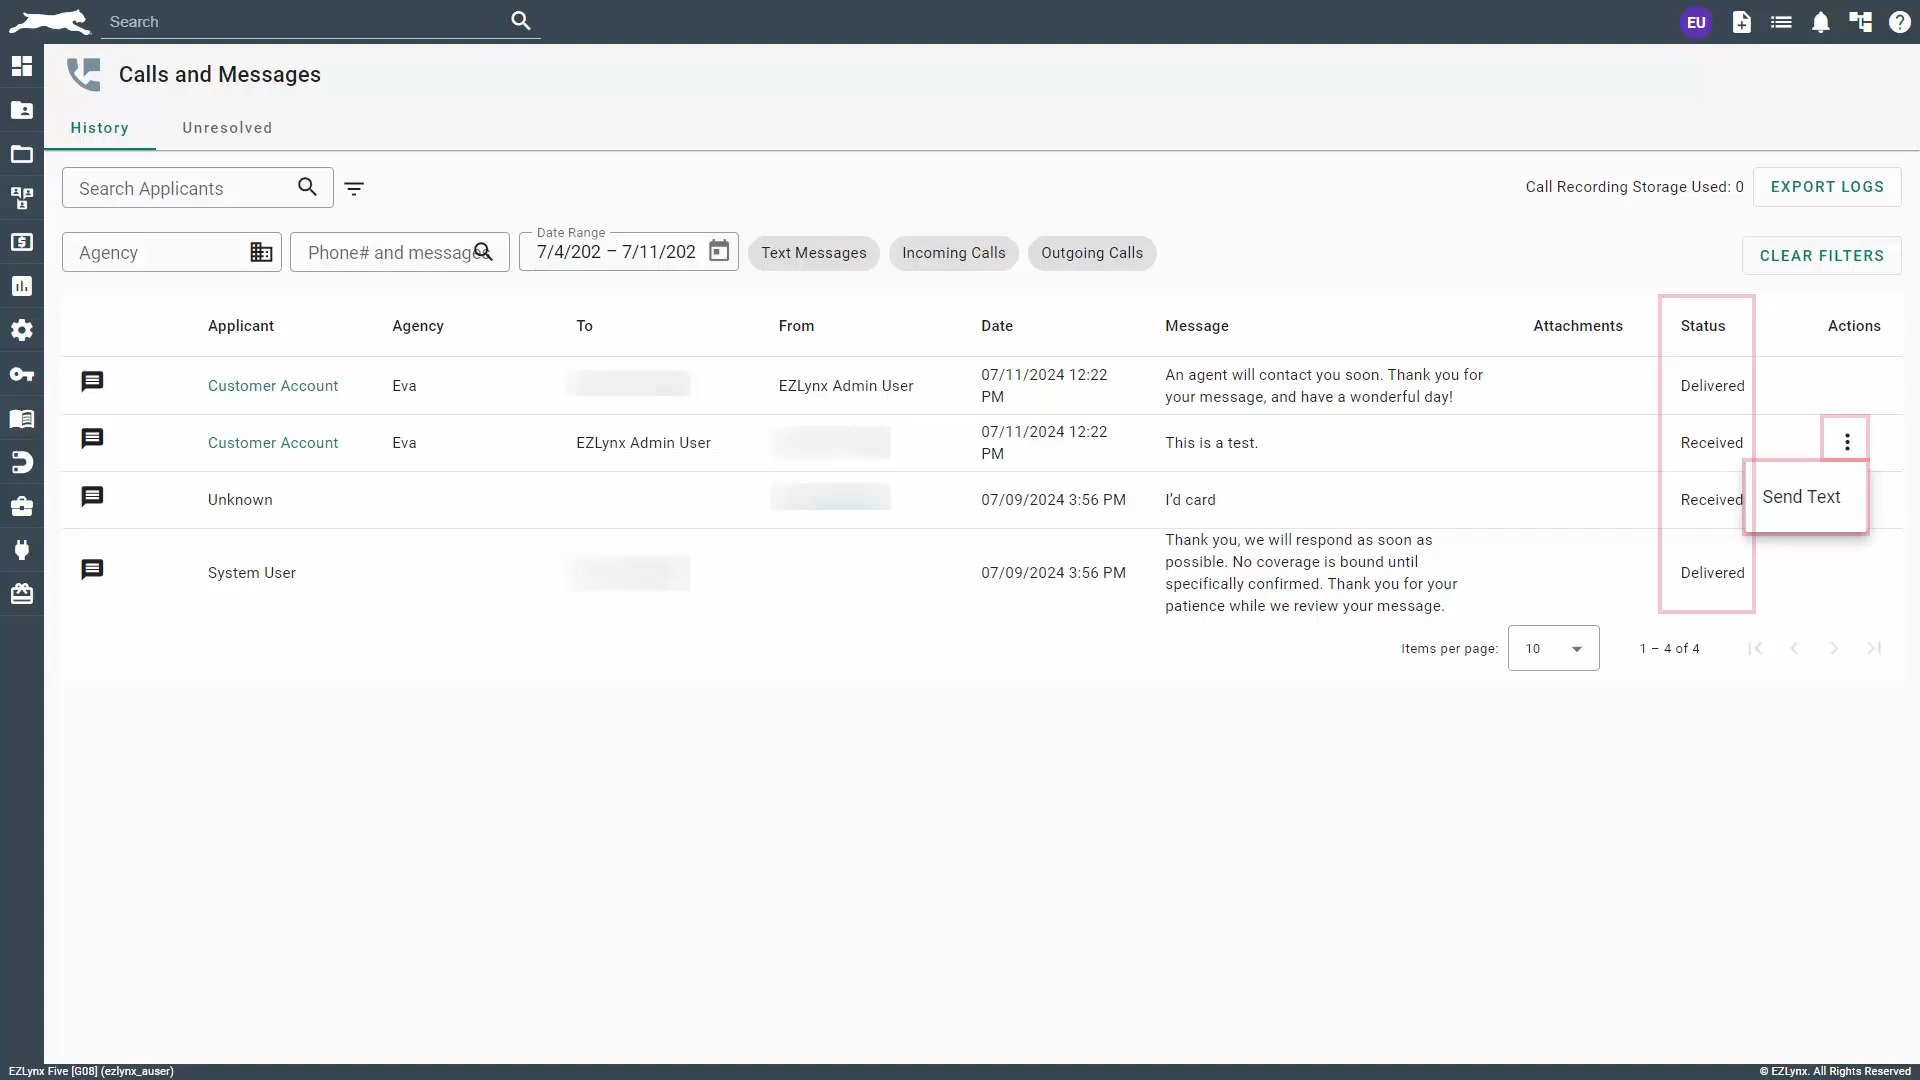 Search
EU
Calls and Messages
History
Unresolved
Search Applicants
Call Recording Storage Used: 0
EXPORT LOGS
Agency
Phone# and messages
Date Range
7/4/202 – 7/11/202
Text Messages
Incoming Calls
Outgoing Calls
CLEAR FILTERS
Applicant Agency To From Date Message Attachments Status Actions
Customer Account Eva EZLynx Admin User 07/11/2024 12:22 An agent will contact you soon. Thank you for Delivered
PM your message, and have a wonderful day!
Customer Account Eva EZLynx Admin User 07/11/2024 12:22 This is a test. Received
PM
Unknown 07/09/2024 3:56 PM I’d card Received
Send Text
System User 07/09/2024 3:56 PM Thank you, we will respond as soon as Delivered
possible. No coverage is bound until
specifically confirmed. Thank you for your
patience while we review your message.
Items per page: 10 1 – 4 of 4
EZLynx Five [G08] (ezlynx_auser)
© EZLynx. All Rights Reserved